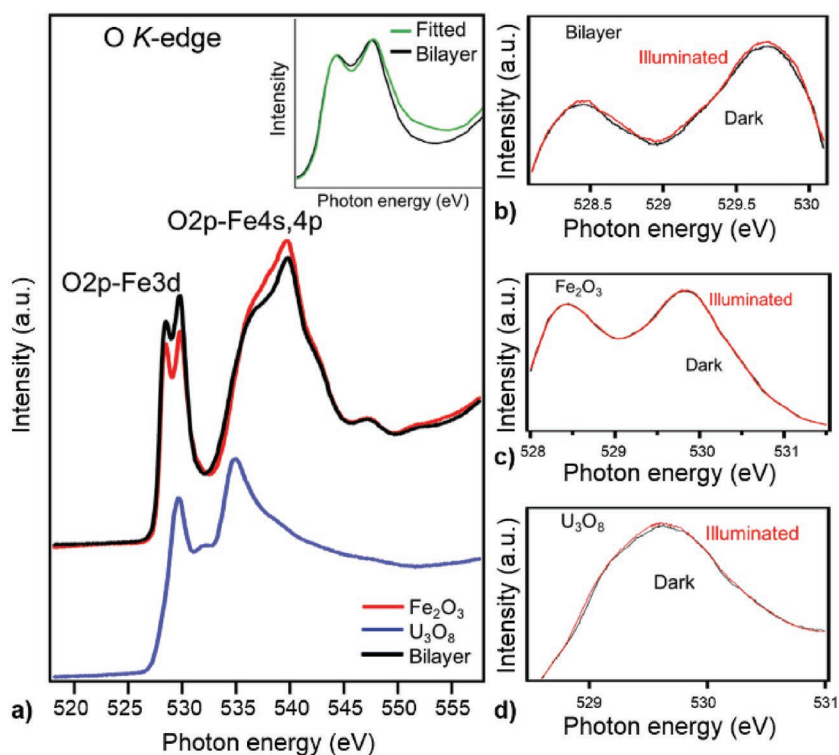 O K-edge
Fitted
Bilayer
Intensity
Photon energy (eV)
O2p-Fe4s,4p
O2p-Fe3d
Intensity (a.u.)
Fe₂O₃
U₃O₈
Bilayer
a)
520 525 530 535 540 545 550 555
Photon energy (eV)
Bilayer
Illuminated
Dark
Intensity (a.u.)
528.5 529 529.5 530
b)
Photon energy (eV)
Fe₂O₃
Illuminated
Dark
Intensity (a.u.)
528 529 530 531
c)
Photon energy (eV)
U₃O₈
Illuminated
Dark
Intensity (a.u.)
529 530 531
d)
Photon energy (eV)